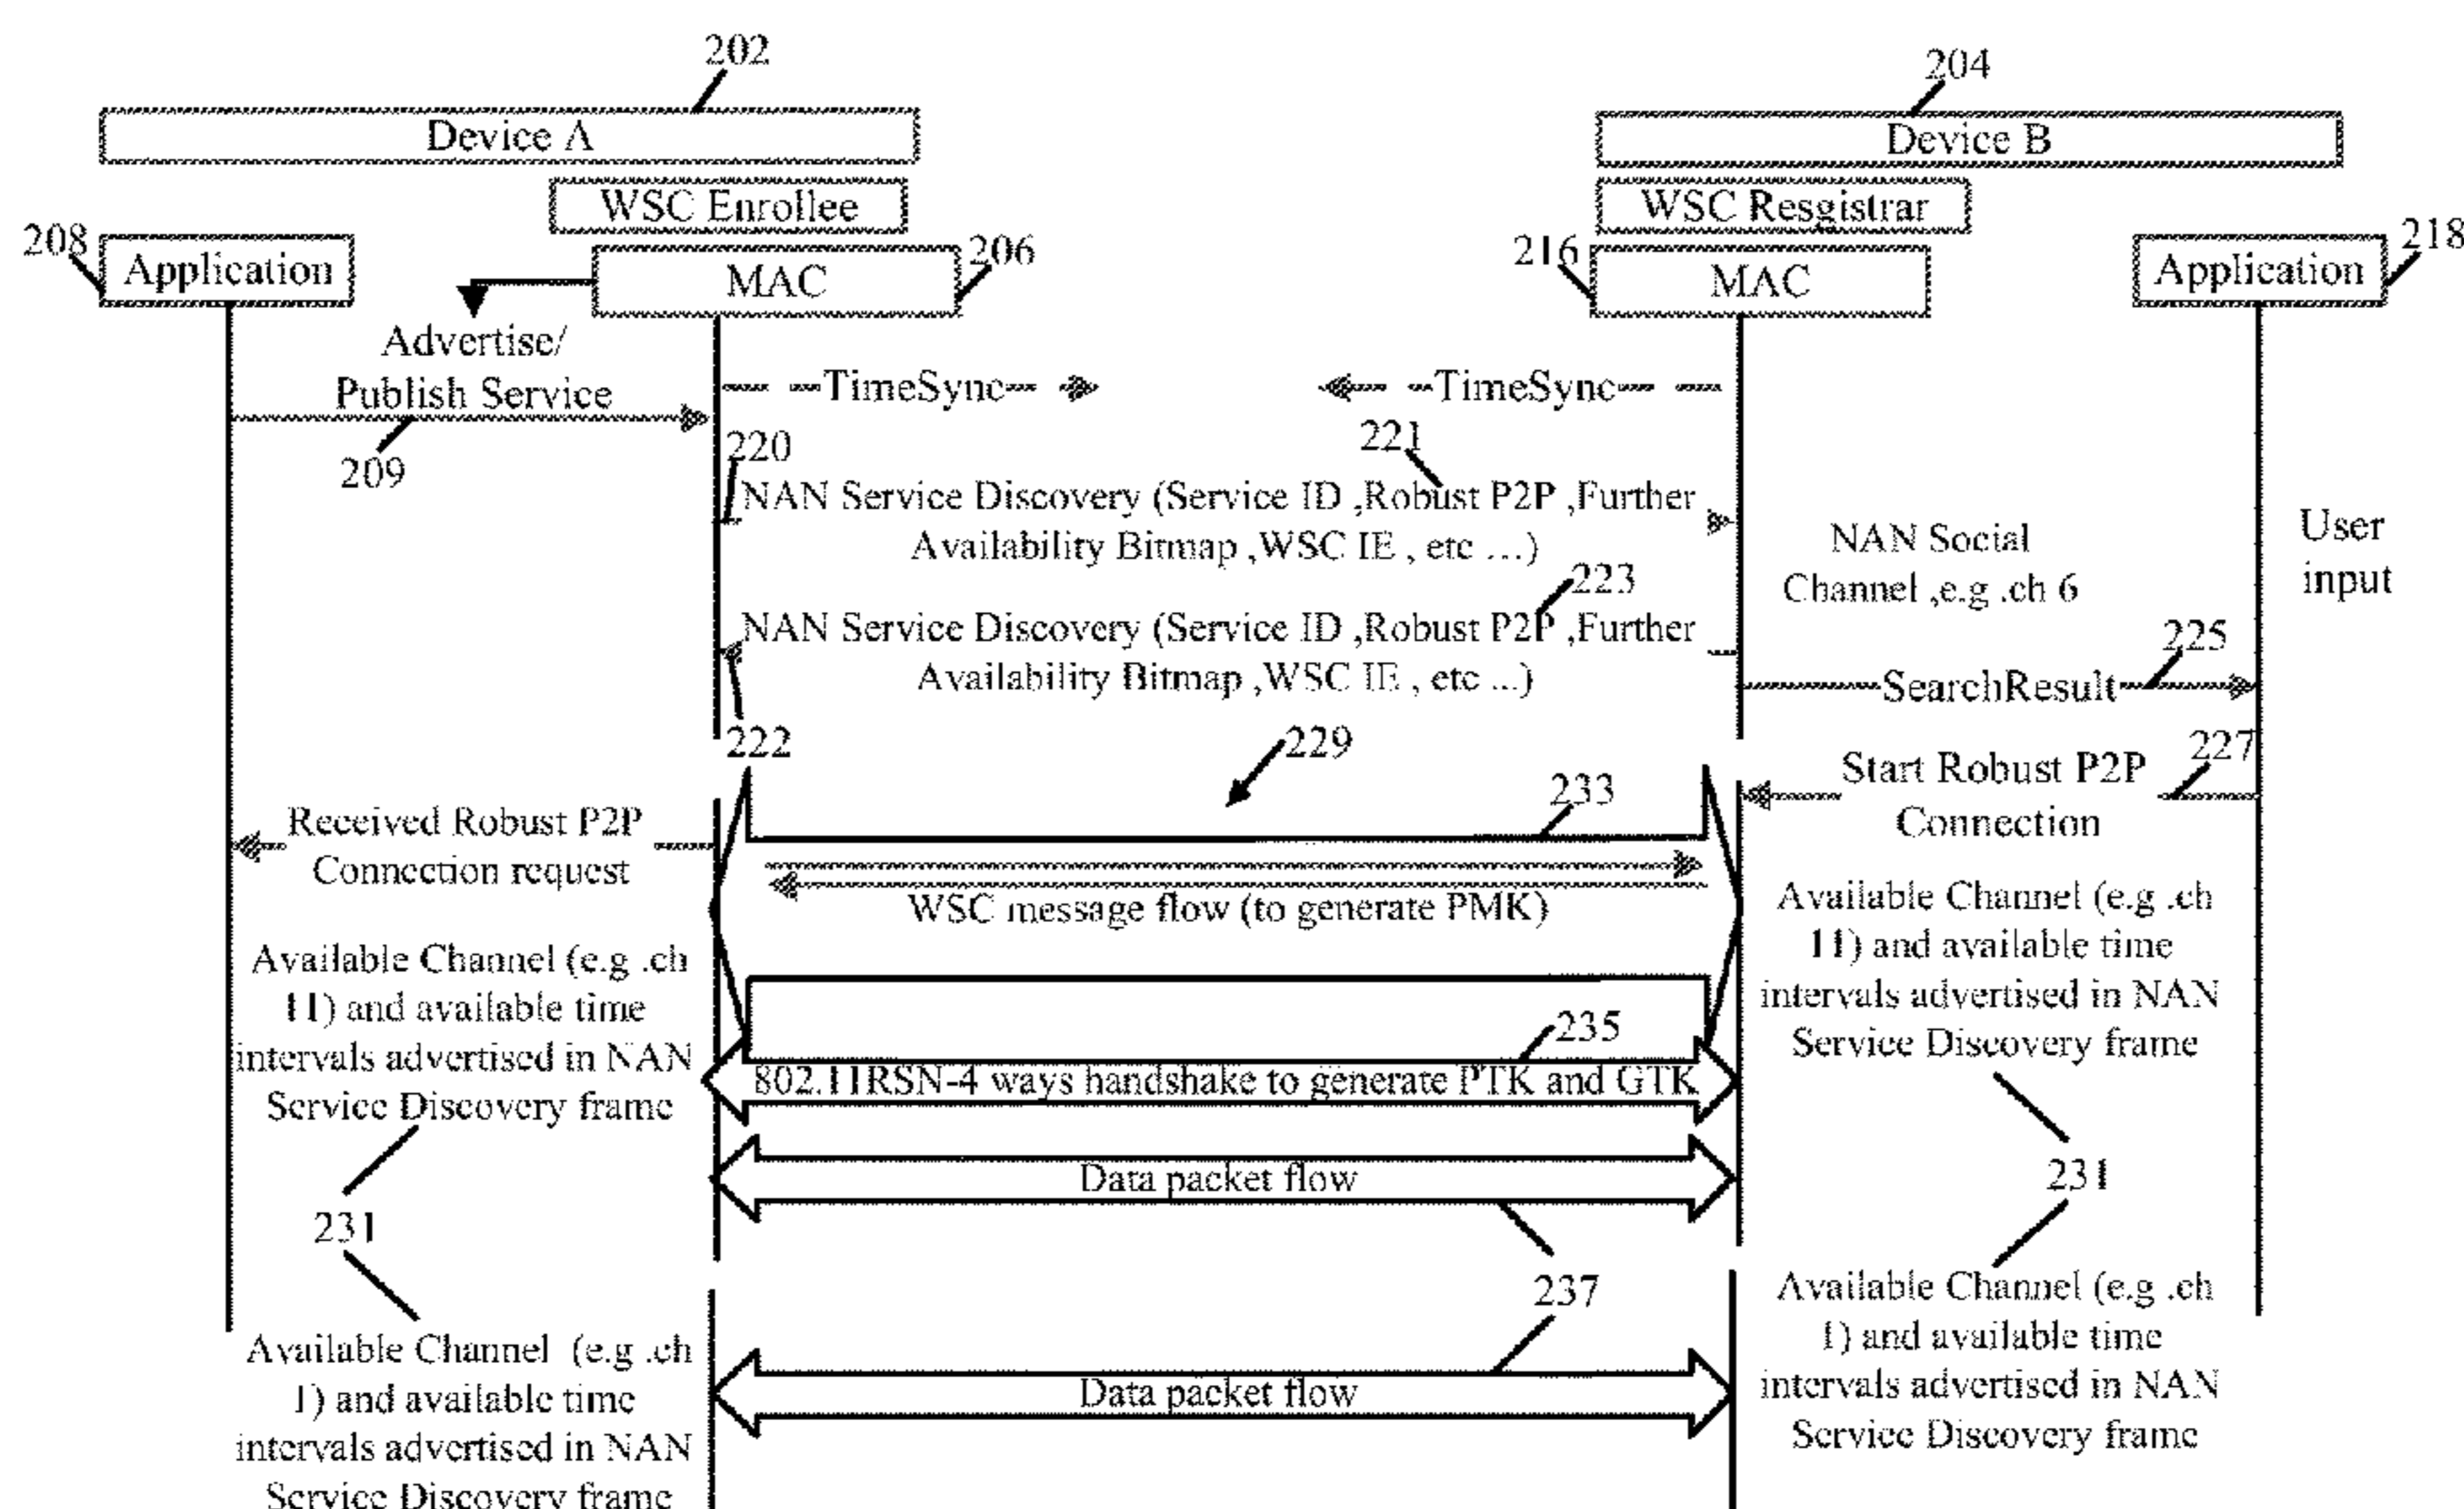 202
204
Device A
Device B
WSC Enrollee
WSC Resgistrar
208
Application
MAC
206
216
MAC
Application
218
Advertise/
Publish Service
209
TimeSync
TimeSync
220
221
NAN Service Discovery (Service ID ,Robust P2P ,Further
Availability Bitmap ,WSC IE , etc ...)
223
NAN Service Discovery (Service ID ,Robust P2P ,Further
Availability Bitmap ,WSC IE , etc ...)
222
NAN Social
Channel ,e.g .ch 6
User
input
225
SearchResult
227
Start Robust P2P
Connection
229
233
Received Robust P2P
Connection request
WSC message flow (to generate PMK)
Available Channel (e.g .ch
11) and available time
intervals advertised in NAN
Service Discovery frame
Available Channel (e.g .ch
11) and available time
intervals advertised in NAN
Service Discovery frame
235
802.11RSN-4 ways handshake to generate PTK and GTK
Data packet flow
231
231
237
Available Channel (e.g .ch
1) and available time
intervals advertised in NAN
Service Discovery frame
Data packet flow
Available Channel (e.g .ch
1) and available time
intervals advertised in NAN
Service Discovery frame